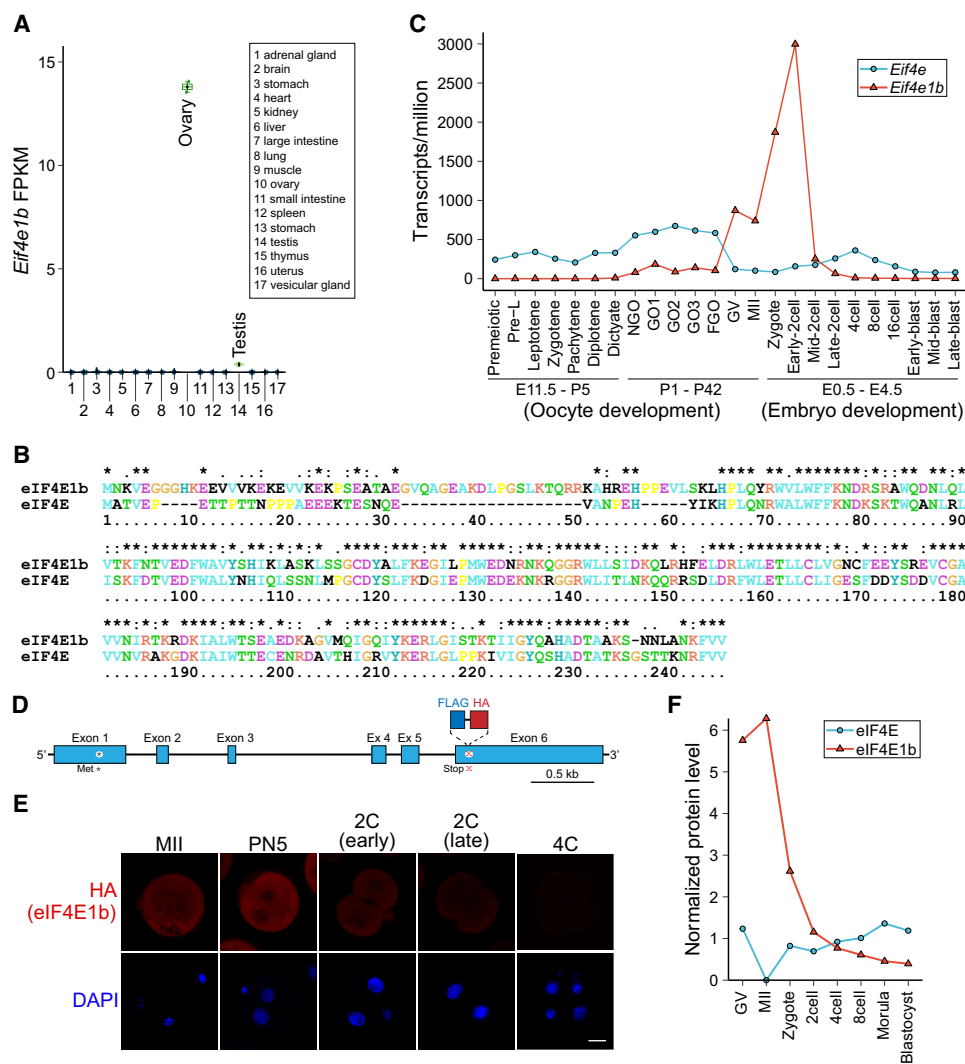 A
Eif4e1b FPKM
15
10
5
0
Ovary
Testis
1 adrenal gland
2 brain
3 stomach
4 heart
5 kidney
6 liver
7 large intestine
8 lung
9 muscle
10 ovary
11 small intestine
12 spleen
13 stomach
14 testis
15 thymus
16 uterus
17 vesicular gland
1 3 5 7 9 11 13 15 17
2 4 6 8 10 12 14 16
C
Transcripts/million
3000
2500
2000
1500
1000
500
0
Eif4e
Eif4e1b
Premeiotic
Pre-L
Leptotene
Zygotene
Pachytene
Diplotene
Dictyate
NGO
GO1
GO2
GO3
FGO
GV
MII
Zygote
Early-2cell
Mid-2cell
Late-2cell
4cell
8cell
16cell
Early-blast
Mid-blast
Late-blast
E11.5 - P5 P1 - P42 E0.5 - E4.5
(Oocyte development) (Embryo development)
B
eIF4E1b MNKVEGGGHKEEVVVKEKEVVKEKPSEATAEGVQAGEAKDLPGSLKTQRRKAHREHPPEVLSKLHPLQYRWVLWFFKNDRSRAWQDNLQL
eIF4E MATVEP----ETTPTTNPPPAEEEKTESNQE--------------------VANPEH-----YIKHPLQNRWALWFFKNDKSKTWQANLRL
1........10........20........30........40........50........60........70........80........90
eIF4E1b VTKFNTVEDFWAVYSHIKLASKLSSGCDYALFKEGILPMWEDNRNKQGGRWLLSIDKQLRHFELDRLWLETLLCLVGNCFEEYSREVCGA
eIF4E ISKFDTVEDFWALYNHIQLSSNLMPGCDYSLFKDGIEPMWEDEKNKRGGRWLITLNKQQRRSDLDRFWLETLLCLIGESFDDYSDDVCGA
.......100.......110.......120.......130.......140.......150.......160.......170.......180
eIF4E1b VVNIRTKRDKIALWTSEAEDKAGVMQIGQIYKERLGISTKTIIGYQAHADTAAKS-NNLANKFVV
eIF4E VVNVRAKGDKIAIWTTECENRDAVTHIGRVYKERLGLPPKIVIGYQSHADTATKSGSTTKNRFVV
.......190.......200.......210.......220.......230.......240.....
D
FLAG HA
5' Exon 1 Exon 2 Exon 3 Ex 4 Ex 5 Exon 6 3'
Met * Stop ×
0.5 kb
E
MII PN5 2C (early) 2C (late) 4C
HA
(eIF4E1b)
DAPI
F
Normalized protein level
6
5
4
3
2
1
0
eIF4E
eIF4E1b
GV
MII
Zygote
2cell
4cell
8cell
Morula
Blastocyst